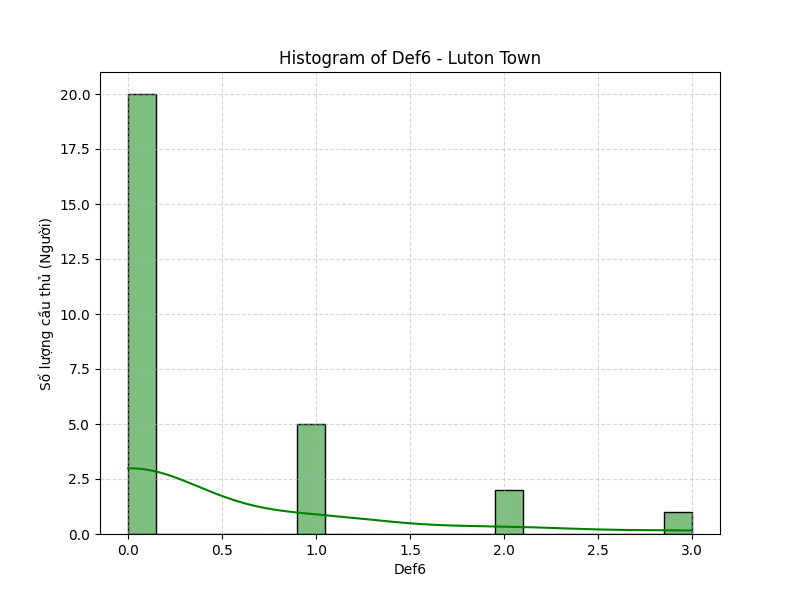 Histogram of Def6 - Luton Town
20.0
17.5
15.0
12.5
10.0
7.5
5.0
2.5
0.0
Số lượng cầu thủ (Người)
0.0 0.5 1.0 1.5 2.0 2.5 3.0
Def6